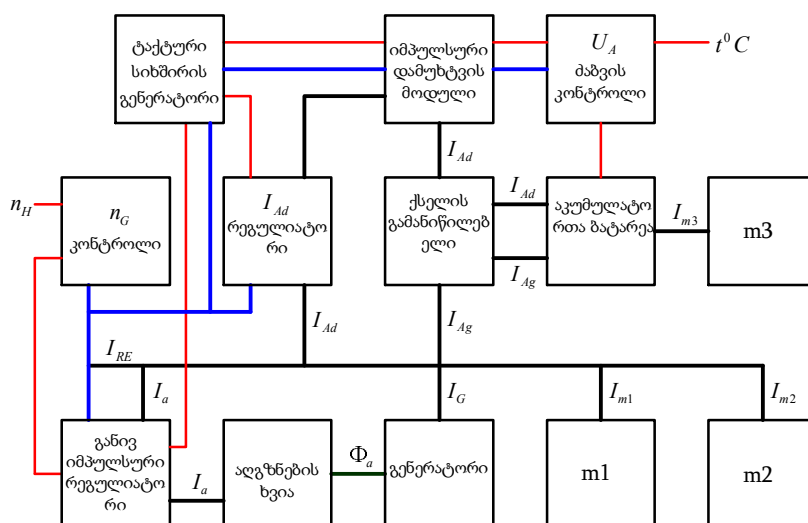 ტაქტური
სიხშირის
გენერატორი
იმპულსური
დამუხტვის
მოდული
U_A
ძაბვის
კონტროლი
t⁰ C
I_Ad
n_H
n_G
კონტროლი
I_Ad
რეგულიატო
რი
ქსელის
გამანიწილებ
ელი
I_Ad
I_Ag
აკუმულატო
რთა ბატარეა
I_m3
m3
I_Ad
I_Ag
I_RE
I_a
I_G
I_m1
I_m2
განივ
იმპულსური
რეგულიატო
რი
I_a
აღგზნების
ხვია
Φ_a
გენერატორი
m1
m2